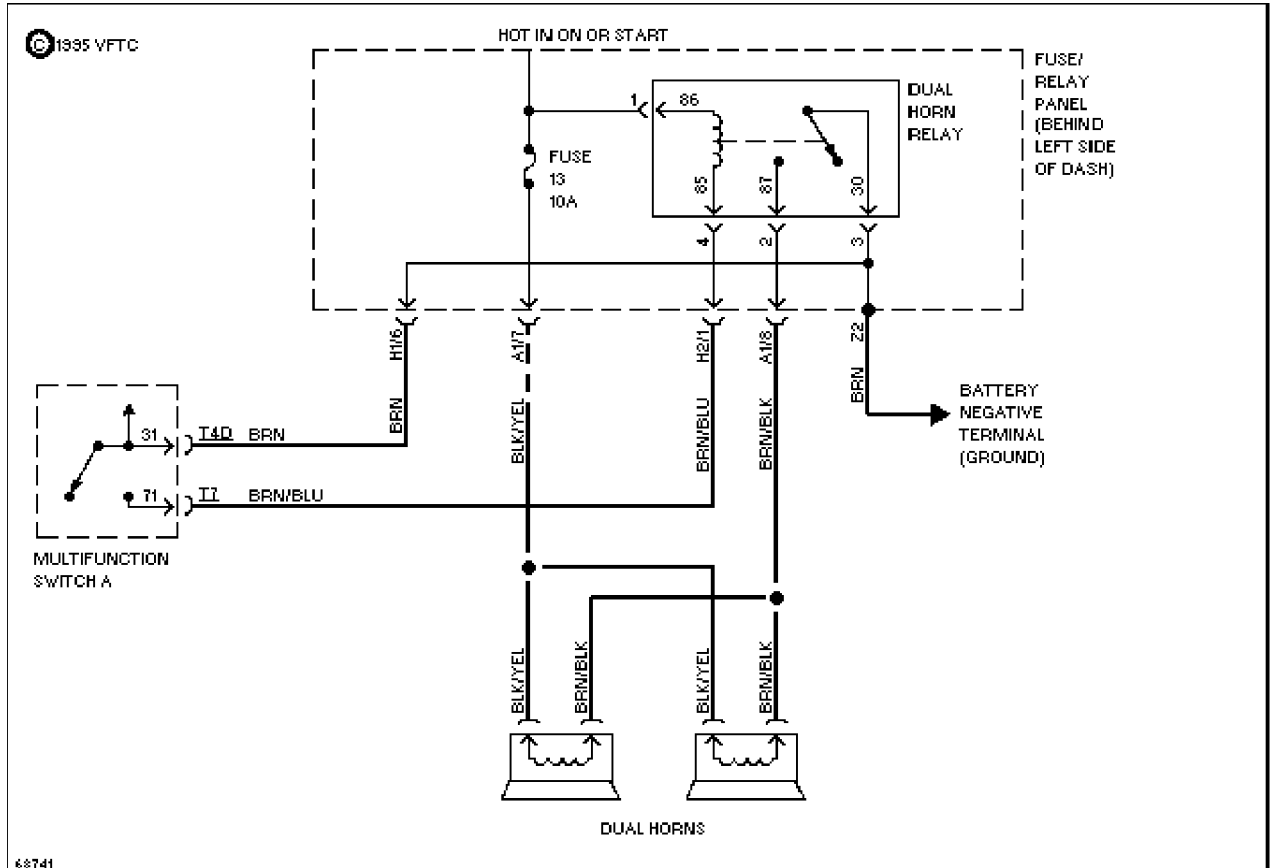 © 1995 VFTC
HOT IN ON OR START
FUSE/
RELAY
PANEL
(BEHIND
LEFT SIDE
OF DASH)
DUAL
HORN
RELAY
1
86
FUSE
13
10A
85
87
30
4
2
3
H1/6
A1/7
H2/1
A1/8
Z2
BRN
BLK/YEL
BRN/BLU
BRN/BLK
BRN
BATTERY
NEGATIVE
TERMINAL
(GROUND)
31
T4D BRN
71
T7 BRN/BLU
MULTIFUNCTION
SWITCH A
BLK/YEL
BRN/BLK
BLK/YEL
BRN/BLK
DUAL HORNS
68741